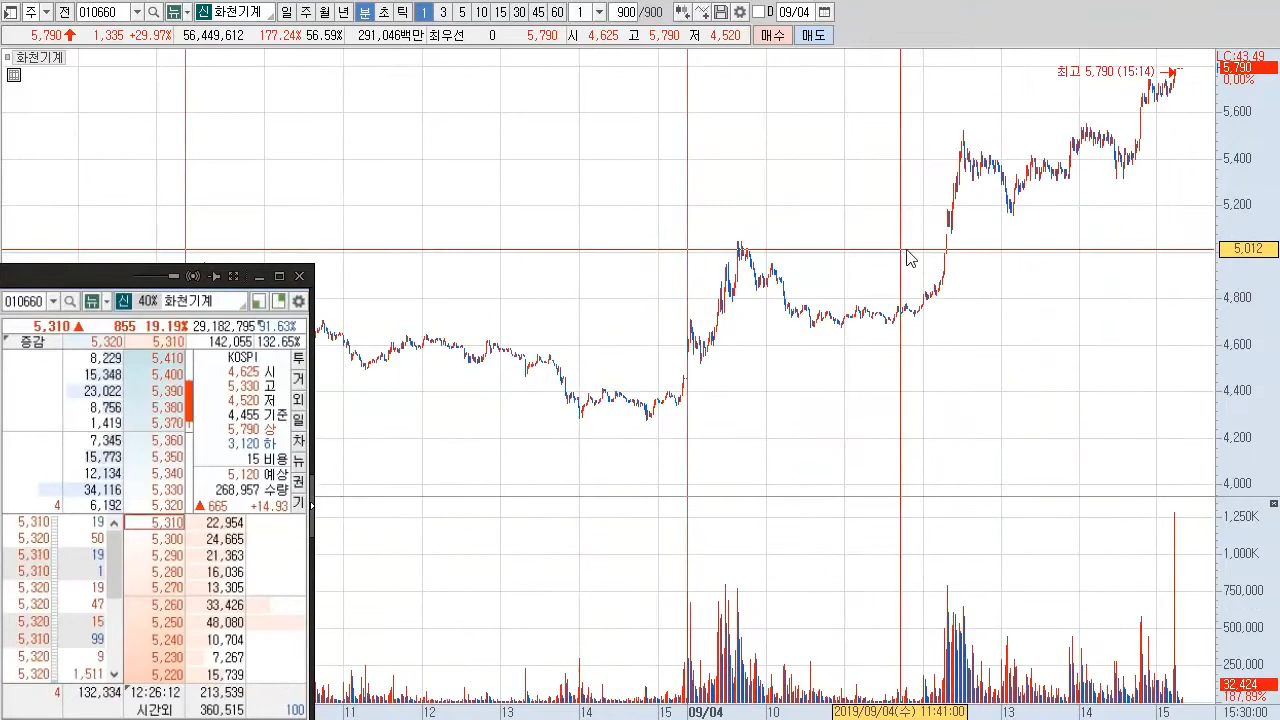 주 전 010660 뉴 신 화천기계 일 주 월 년 분 초 틱 1 3 5 10 15 30 45 60 1 900 /900 D 09/04
5,790 1,335 +29.97% 56,449,612 177.24% 56.59% 291,046백만 최우선 0 5,790 시 4,625 고 5,790 저 4,520 매수 매도
화천기계
LC:43.49
최고 5,790 (15:14)
5,790
0.00%
5,600
5,400
5,200
5,012
4,800
4,600
4,400
4,200
4,000
1,250K
1,000K
750,000
500,000
250,000
32,424
11 12 13 14 15 09/04 10 2019/09/04(수) 11:41:00 13 14 15 15:30:00
010660 뉴 신 40% 화천기계
5,310 855 19.19% 29,182,795 91.63%
증감 5,320 5,310 142,055 132.65%
8,229 5,410 KOSPI 투
15,348 5,400 4,625 시 거
23,022 5,390 5,330 고 외
8,756 5,380 4,520 저
1,419 5,370 4,455 기준 일
7,345 5,360 5,790 상 차
15,773 5,350 3,120 하 뉴
12,134 5,340 15 비용 권
34,116 5,330 5,120 예상
4 6,192 5,320 268,957 수량 기
665 +14.93
5,310 19 5,310 22,954
5,320 50 5,300 24,665
5,310 19 5,290 21,363
5,310 1 5,280 16,036
5,320 19 5,270 13,305
5,320 47 5,260 33,426
5,320 15 5,250 48,080
5,310 99 5,240 10,704
5,320 9 5,230 7,267
5,320 1,511 5,220 15,739
4 132,334 12:26:12 213,539
시간외 360,515 100